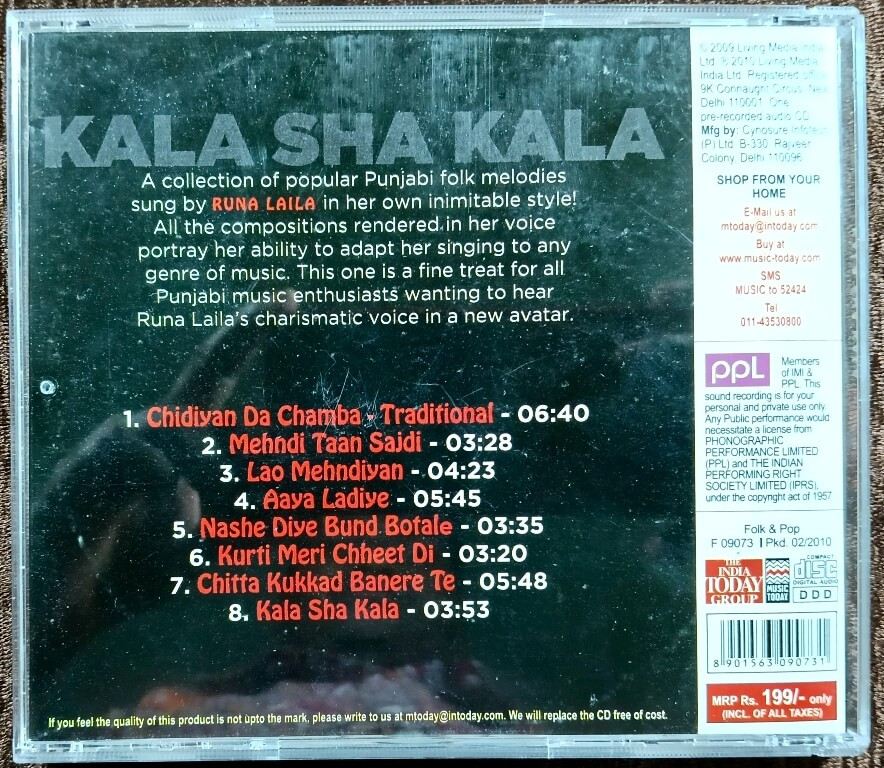 KALA SHA KALA
A collection of popular Punjabi folk melodies
sung by RUNA LAILA in her own inimitable style!
All the compositions rendered in her voice
portray her ability to adapt her singing to any
genre of music. This one is a fine treat for all
Punjabi music enthusiasts wanting to hear
Runa Laila's charismatic voice in a new avatar.
1. Chidiyan Da Chamba - Traditional - 06:40
2. Mehndi Taan Sajdi - 03:28
3. Lao Mehndiyan - 04:23
4. Aaya Ladiye - 05:45
5. Nashe Diye Bund Botale - 03:35
6. Kurti Meri Chheet Di - 03:20
7. Chitta Kukkad Banere Te - 05:48
8. Kala Sha Kala - 03:53
If you feel the quality of this product is not upto the mark, please write to us at mtoday@intoday.com. We will replace the CD free of cost.
© 2009 Living Media India
Ltd. ℗ 2010 Living Media
India Ltd. Registered office
9K Connaught Circus, New
Delhi 110001. One
pre-recorded audio CD.
Mfg by: Cynosure Infotech
(P) Ltd. B-330, Rajveer
Colony, Delhi 110096
SHOP FROM YOUR
HOME
E-Mail us at
mtoday@intoday.com
Buy at
www.music-today.com
SMS
MUSIC to 52424
Tel
011-43530800
ppL
Members
of IMI &
PPL. This
sound recording is for your
personal and private use only
Any Public performance would
necessitate a license from
PHONOGRAPHIC
PERFORMANCE LIMITED
(PPL) and THE INDIAN
PERFORMING RIGHT
SOCIETY LIMITED (IPRS),
under the copyright act of 1957
Folk & Pop
F 09073 | Pkd. 02/2010
THE INDIA TODAY GROUP
MUSIC TODAY
COMPACT disc DIGITAL AUDIO
DDD
8 901563 090731
MRP Rs. 199/- only
(INCL. OF ALL TAXES)